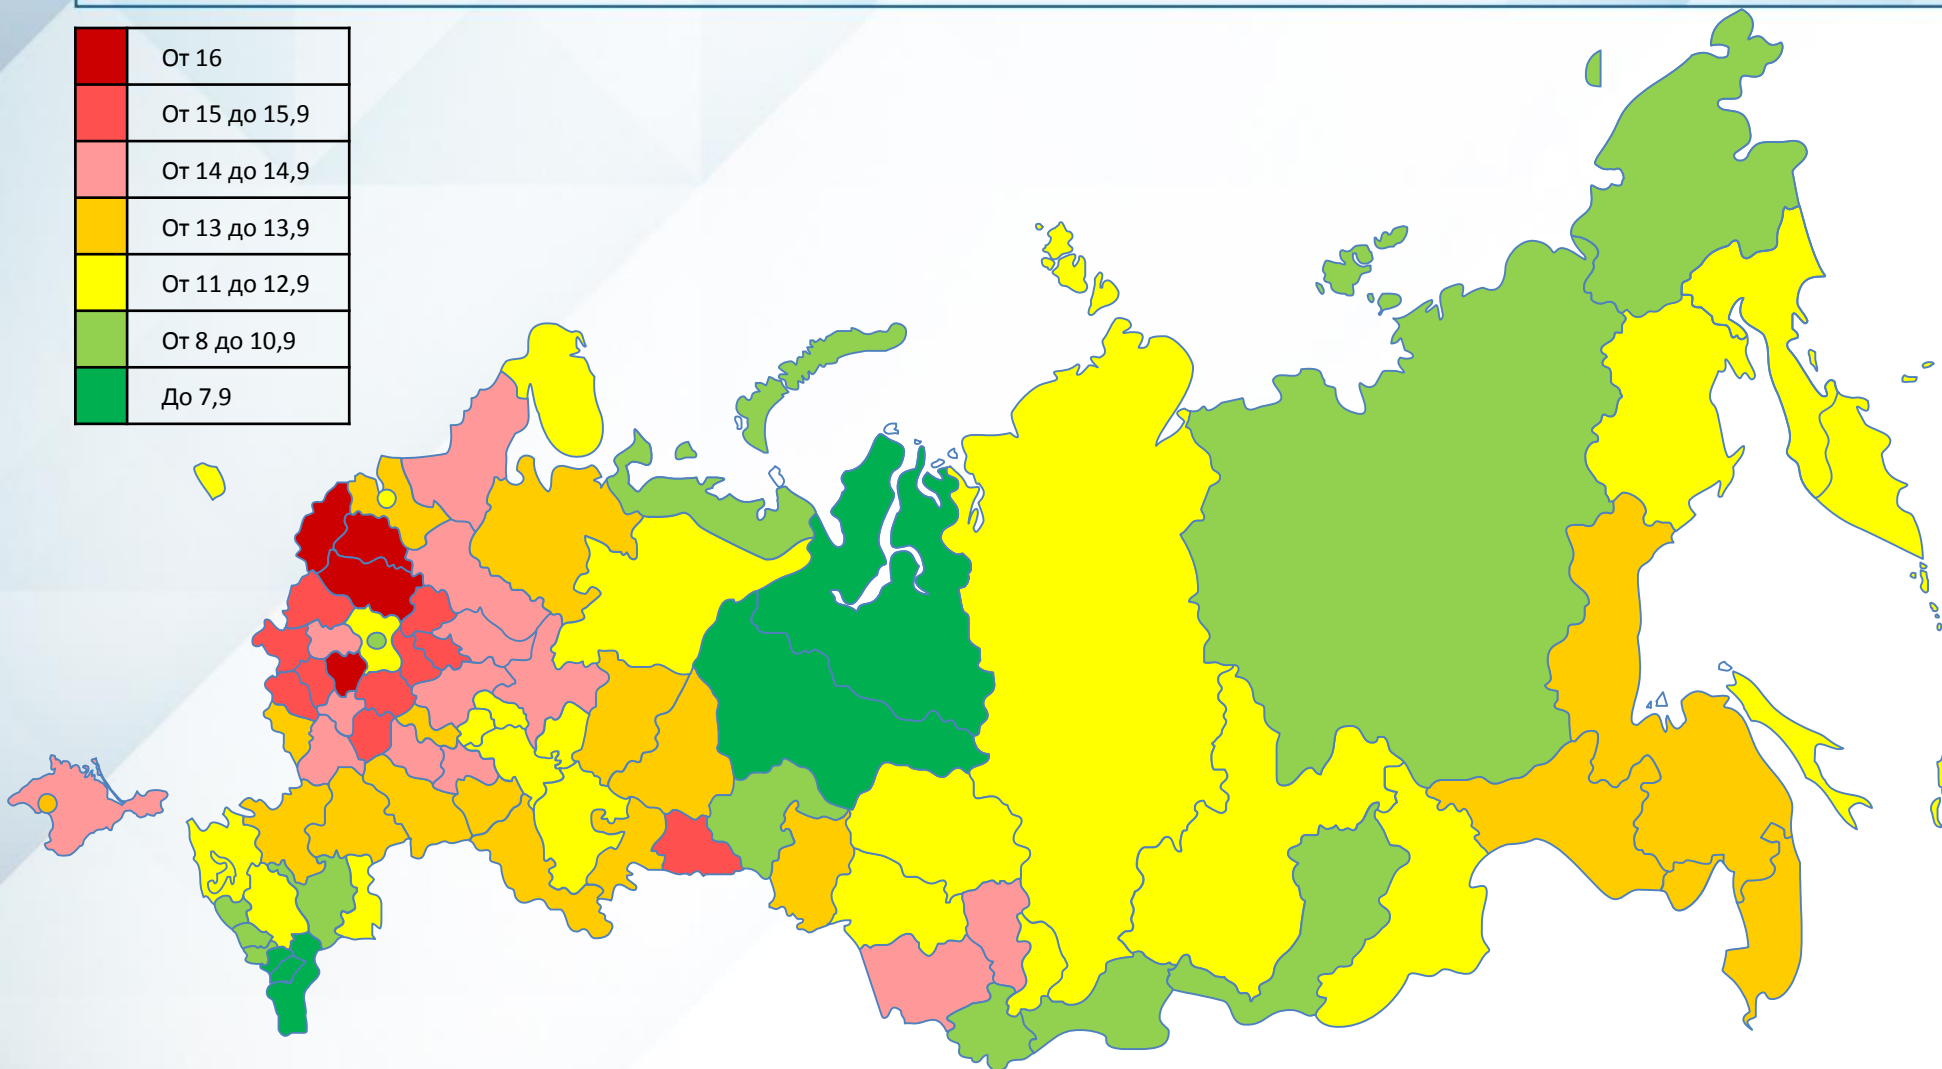 От 16
От 15 до 15,9
От 14 до 14,9
От 13 до 13,9
От 11 до 12,9
От 8 до 10,9
До 7,9